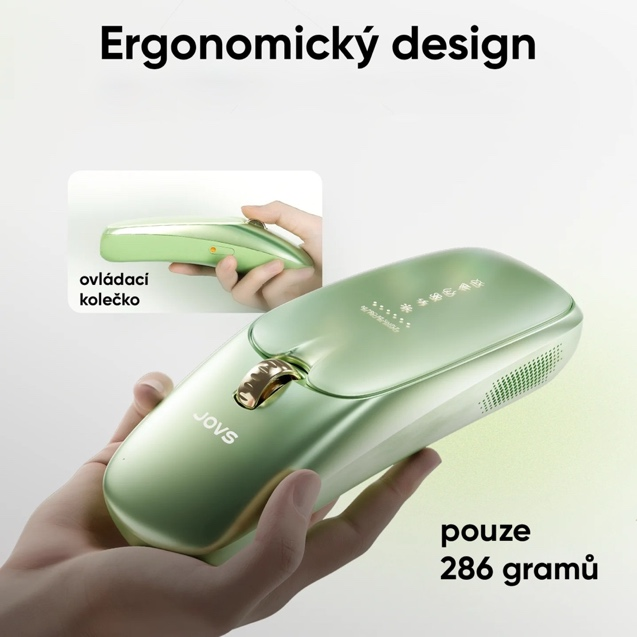 Ergonomický design
ovládací
kolečko
JOVS
pouze
286 gramů